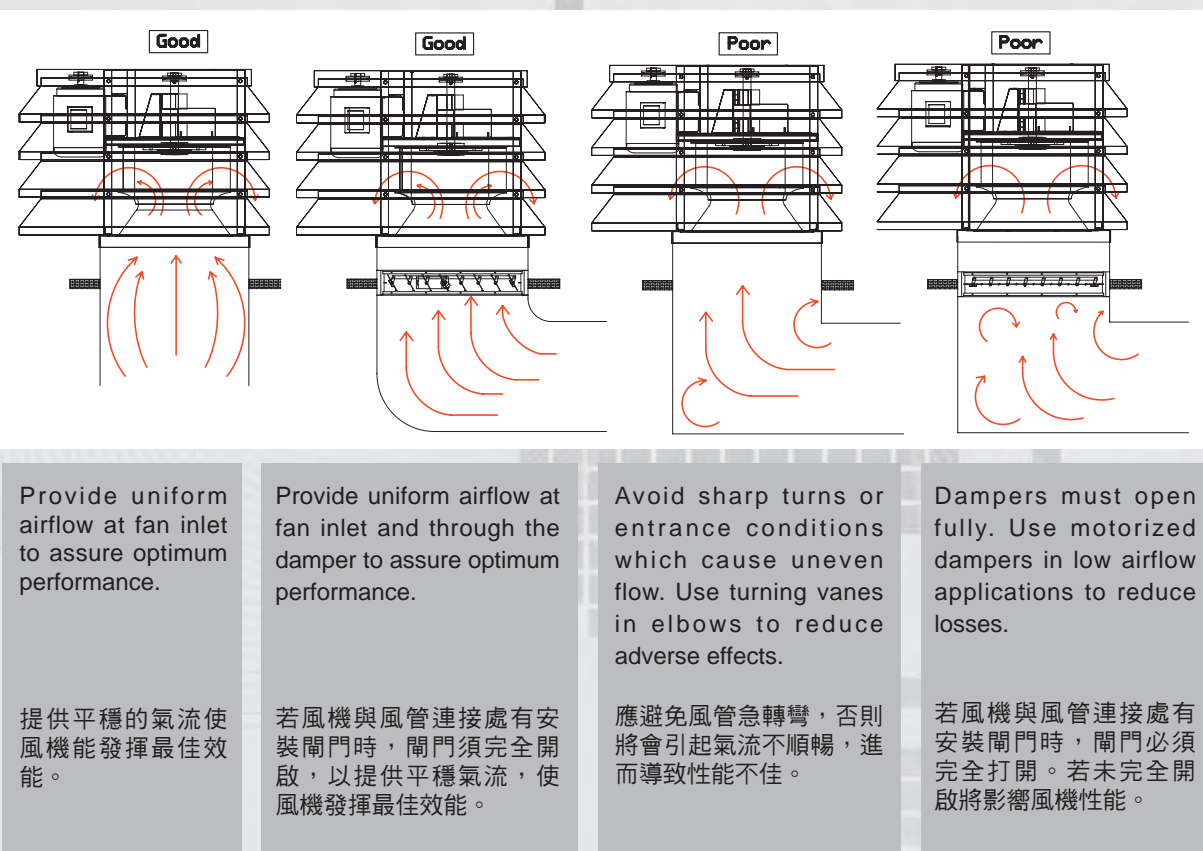 Good
Good
Poor
Poor
Provide uniform
airflow at fan inlet
to assure optimum
performance.
提供平穩的氣流使
風機能發揮最佳效
能。
Provide uniform airflow at
fan inlet and through the
damper to assure optimum
performance.
若風機與風管連接處有安
裝閘門時，閘門須完全開
啟，以提供平穩氣流，使
風機發揮最佳效能。
Avoid sharp turns or
entrance conditions
which cause uneven
flow. Use turning vanes
in elbows to reduce
adverse effects.
應避免風管急轉彎，否則
將會引起氣流不順暢，進
而導致性能不佳。
Dampers must open
fully. Use motorized
dampers in low airflow
applications to reduce
losses.
若風機與風管連接處有
安裝閘門時，閘門必須
完全打開。若未完全開
啟將影嚮風機性能。